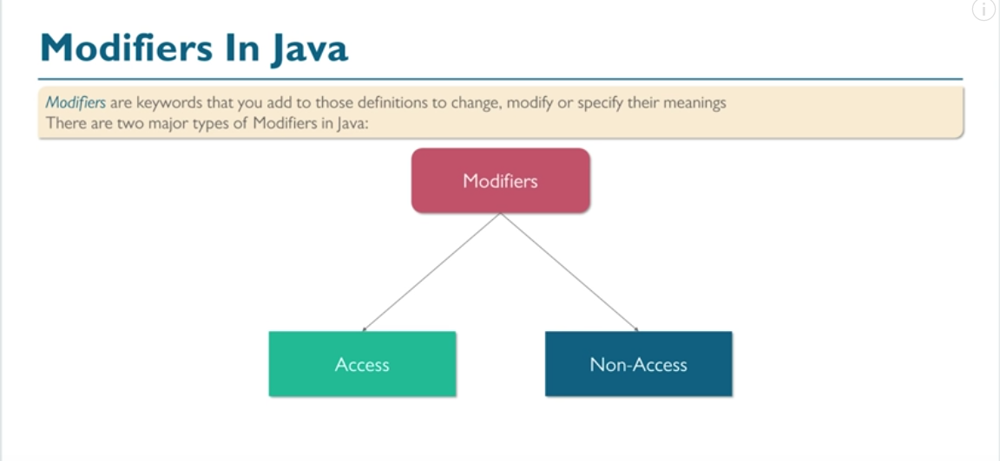 Modifiers In Java
Modifiers are keywords that you add to those definitions to change, modify or specify their meanings
There are two major types of Modifiers in Java:
Modifiers
Access
Non-Access